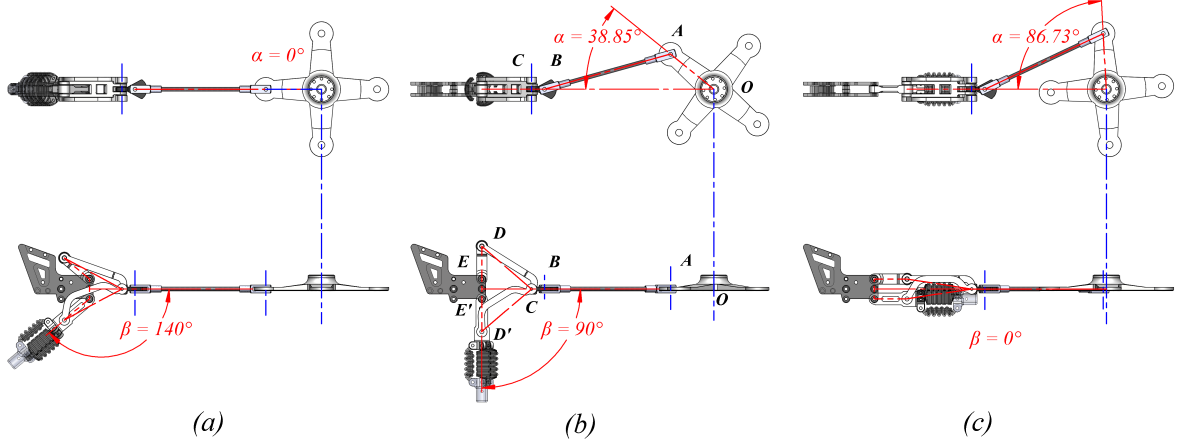 α = 0°
α = 38.85°
A
C
B
O
α = 86.73°
D
E
B
A
E'
C
O
D'
β = 140°
β = 90°
β = 0°
(a)
(b)
(c)